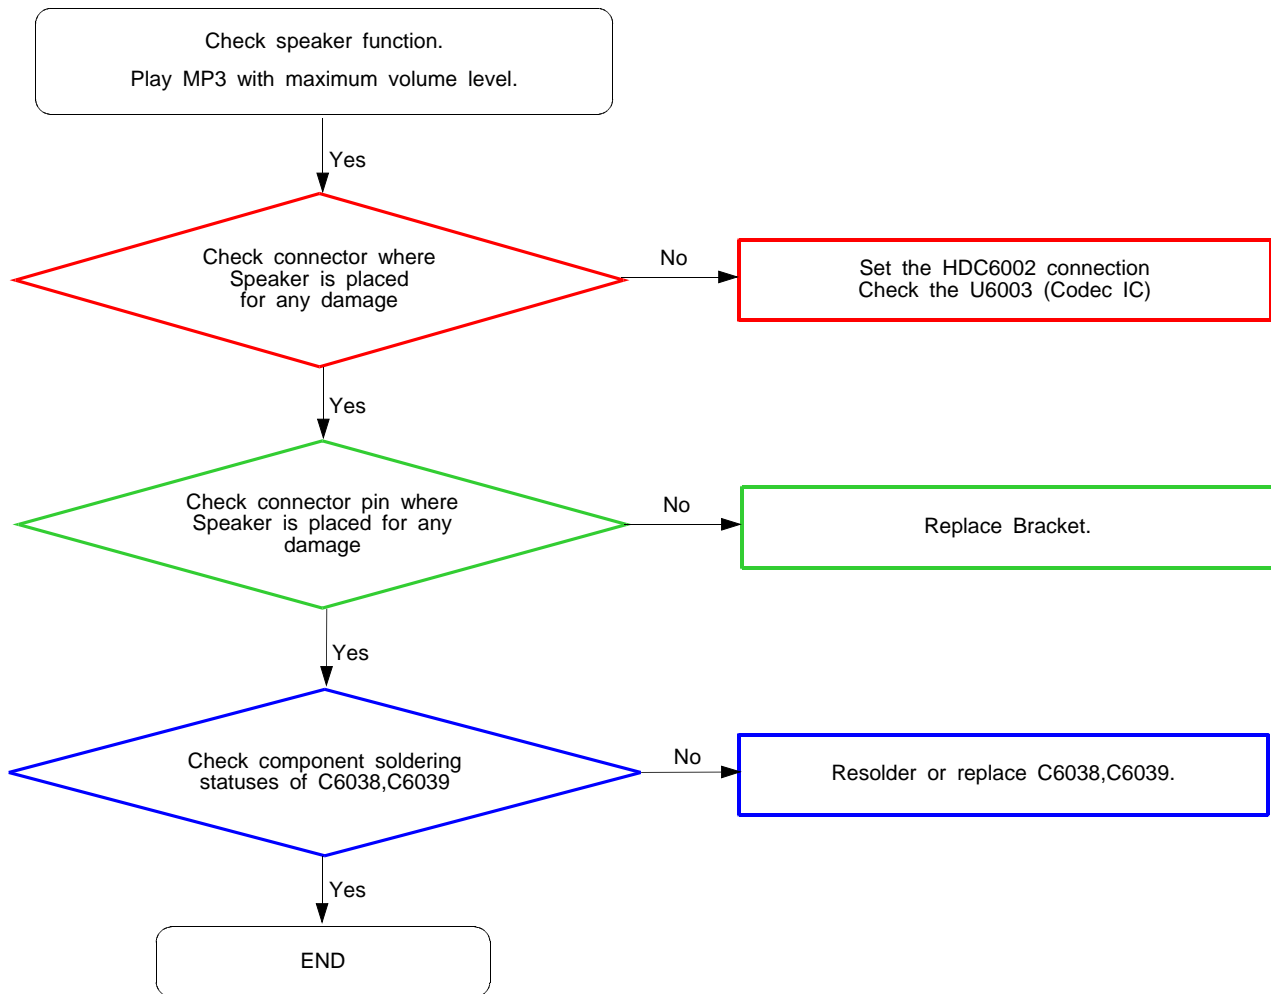 Check speaker function.
Play MP3 with maximum volume level.
Yes
Check connector where
Speaker is placed
for any damage
No
Set the HDC6002 connection
Check the U6003 (Codec IC)
Yes
Check connector pin where
Speaker is placed for any
damage
No
Replace Bracket.
Yes
Check component soldering
statuses of C6038,C6039
No
Resolder or replace C6038,C6039.
Yes
END